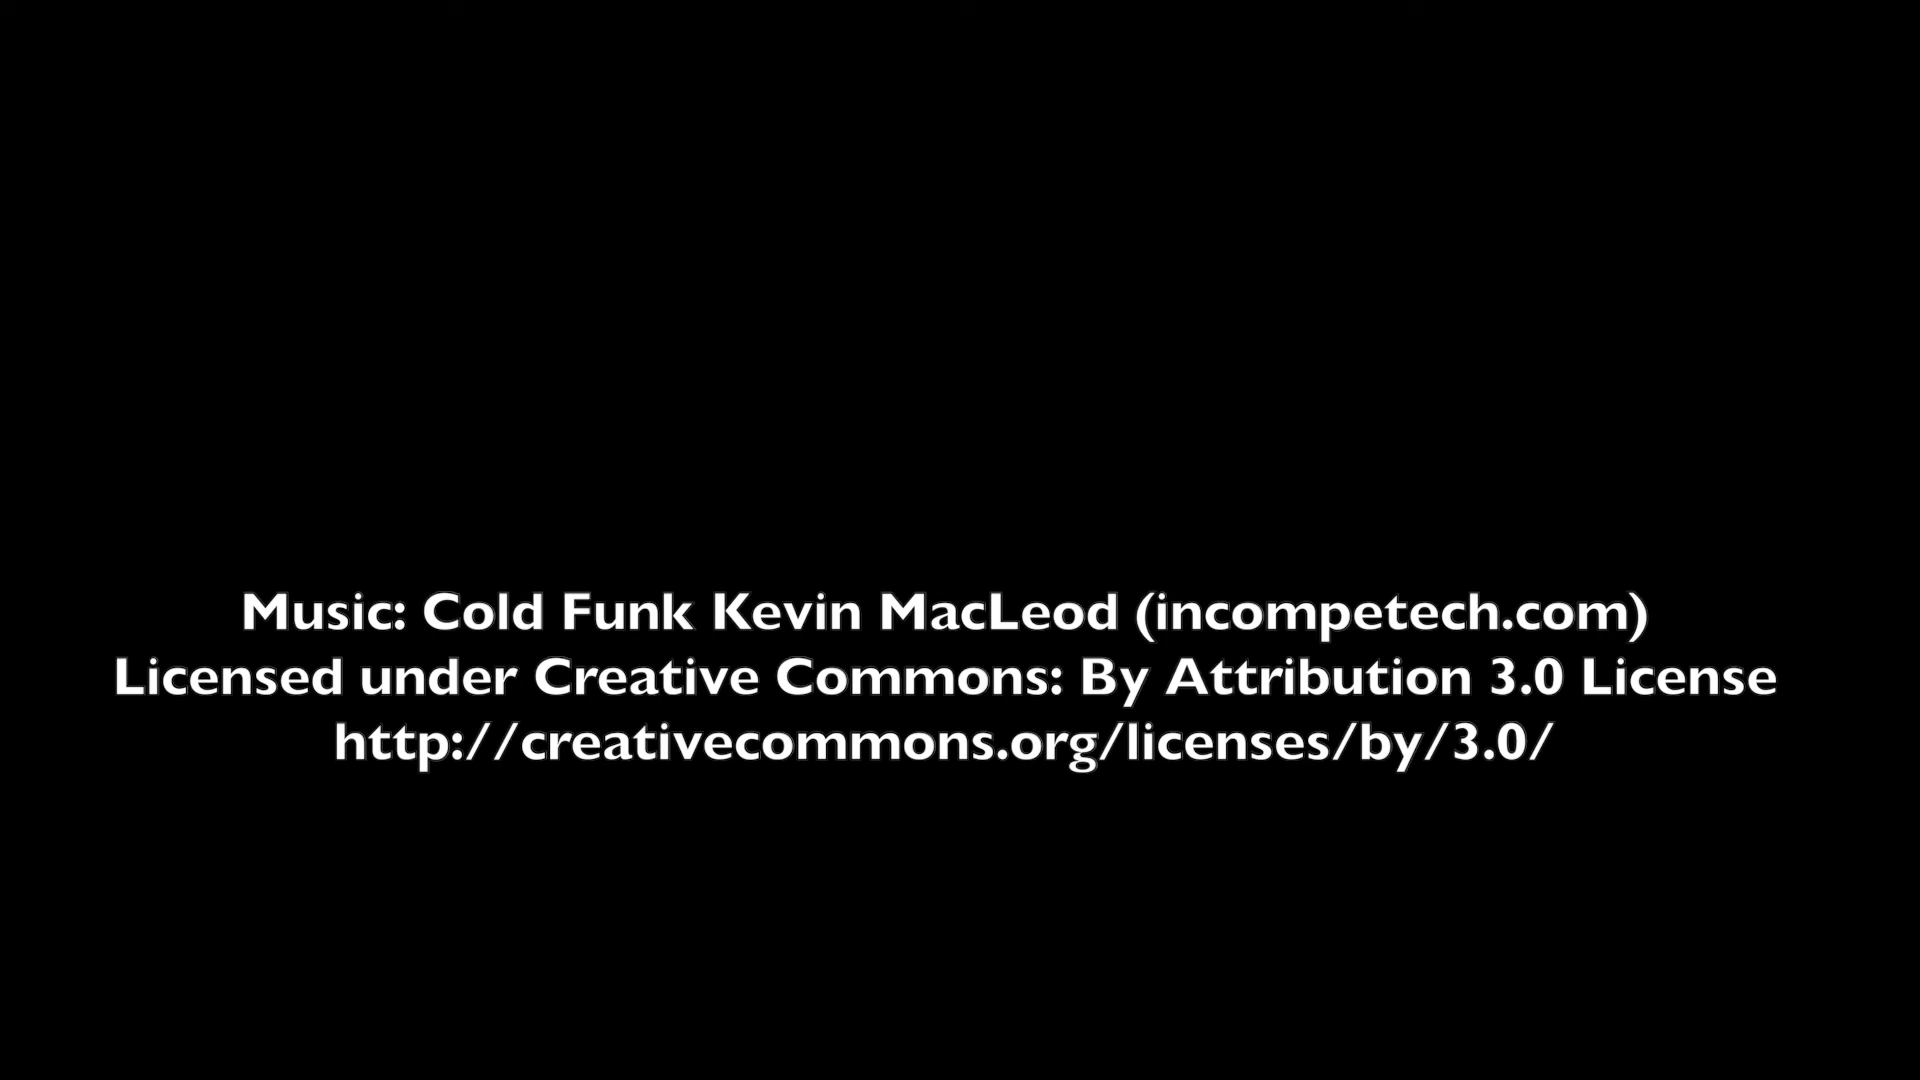 Music: Cold Funk Kevin MacLeod (incompetech.com)
Licensed under Creative Commons: By Attribution 3.0 License
http://creativecommons.org/licenses/by/3.0/